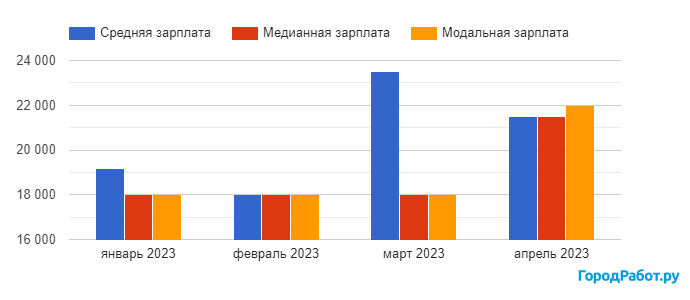 Средняя зарплата Медианная зарплата Модальная зарплата
24 000
22 000
20 000
18 000
16 000
январь 2023 февраль 2023 март 2023 апрель 2023
ГородРабот.ру